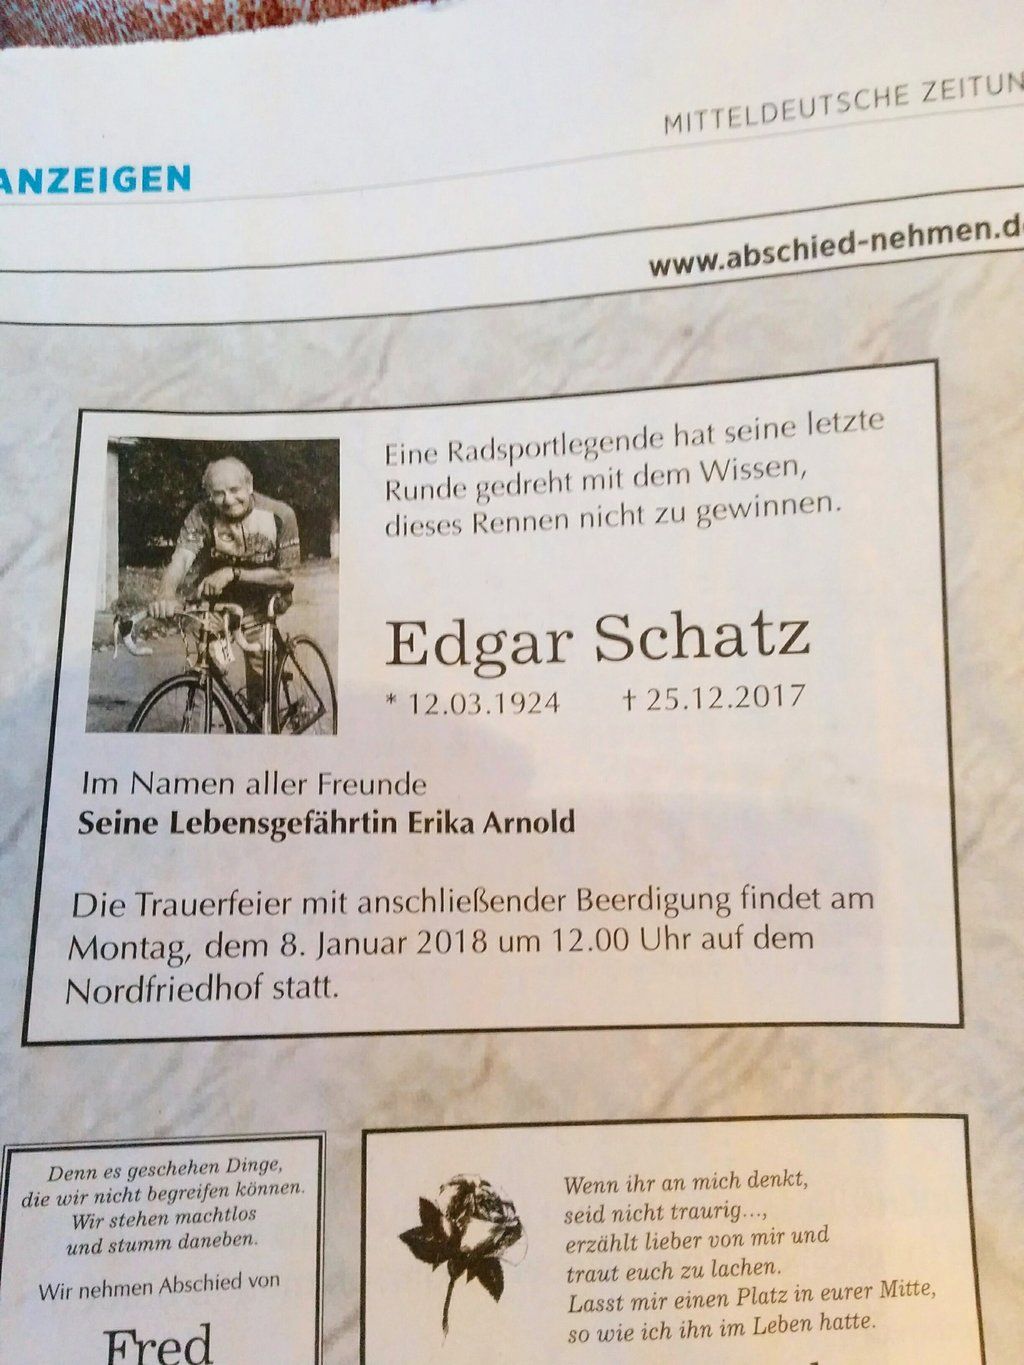 MITTELDEUTSCHE ZEITUN
ANZEIGEN
www.abschied-nehmen.de
Eine Radsportlegende hat seine letzte
Runde gedreht mit dem Wissen,
dieses Rennen nicht zu gewinnen.
Edgar Schatz
* 12.03.1924 † 25.12.2017
Im Namen aller Freunde
Seine Lebensgefährtin Erika Arnold
Die Trauerfeier mit anschließender Beerdigung findet am
Montag, dem 8. Januar 2018 um 12.00 Uhr auf dem
Nordfriedhof statt.
Denn es geschehen Dinge,
die wir nicht begreifen können.
Wir stehen machtlos
und stumm daneben.
Wir nehmen Abschied von
Fred
Wenn ihr an mich denkt,
seid nicht traurig...,
erzählt lieber von mir und
traut euch zu lachen.
Lasst mir einen Platz in eurer Mitte,
so wie ich ihn im Leben hatte.